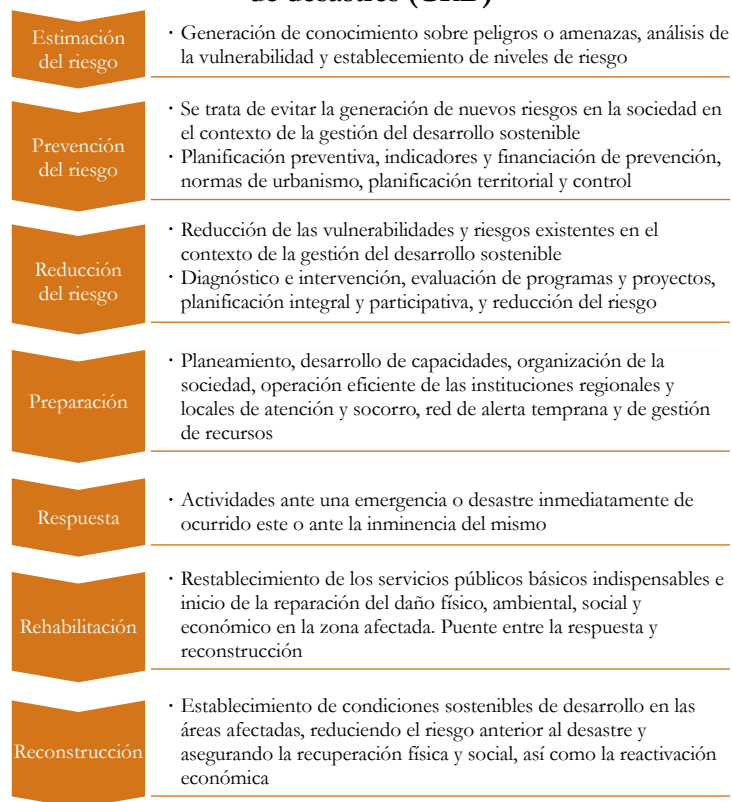 Estimación
del riesgo
· Generación de conocimiento sobre peligros o amenazas, análisis de
la vulnerabilidad y establecemiento de niveles de riesgo
Prevención
del riesgo
· Se trata de evitar la generación de nuevos riesgos en la sociedad en
el contexto de la gestión del desarrollo sostenible
· Planificación preventiva, indicadores y financiación de prevención,
normas de urbanismo, planificación territorial y control
Reducción
del riesgo
· Reducción de las vulnerabilidades y riesgos existentes en el
contexto de la gestión del desarrollo sostenible
· Diagnóstico e intervención, evaluación de programas y proyectos,
planificación integral y participativa, y reducción del riesgo
Preparación
· Planeamiento, desarrollo de capacidades, organización de la
sociedad, operación eficiente de las instituciones regionales y
locales de atención y socorro, red de alerta temprana y de gestión
de recursos
Respuesta
· Actividades ante una emergencia o desastre inmediatamente de
ocurrido este o ante la inminencia del mismo
Rehabilitación
· Restablecimiento de los servicios públicos básicos indispensables e
inicio de la reparación del daño físico, ambiental, social y
económico en la zona afectada. Puente entre la respuesta y
reconstrucción
Reconstrucción
· Establecimiento de condiciones sostenibles de desarrollo en las
áreas afectadas, reduciendo el riesgo anterior al desastre y
asegurando la recuperación física y social, así como la reactivación
económica